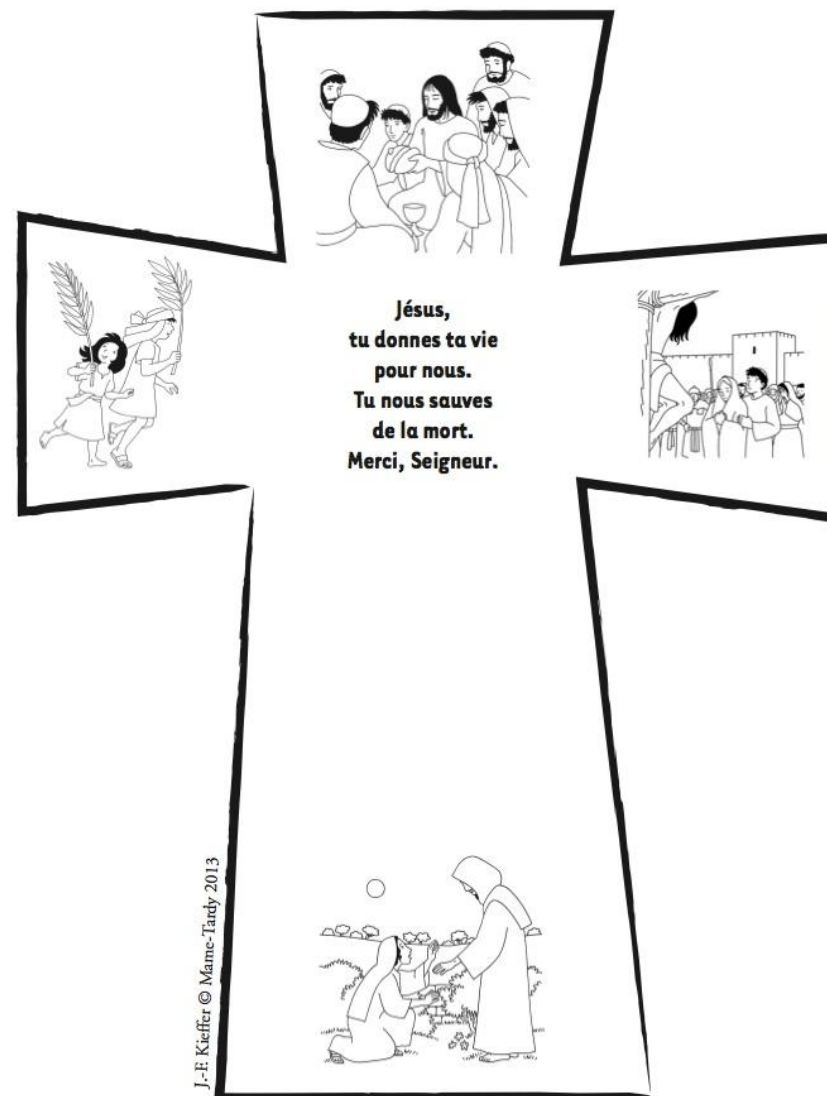 Jésus,
tu donnes ta vie
pour nous.
Tu nous sauves
de la mort.
Merci, Seigneur.
J.-F. Kieffer © Mame-Tardy 2013